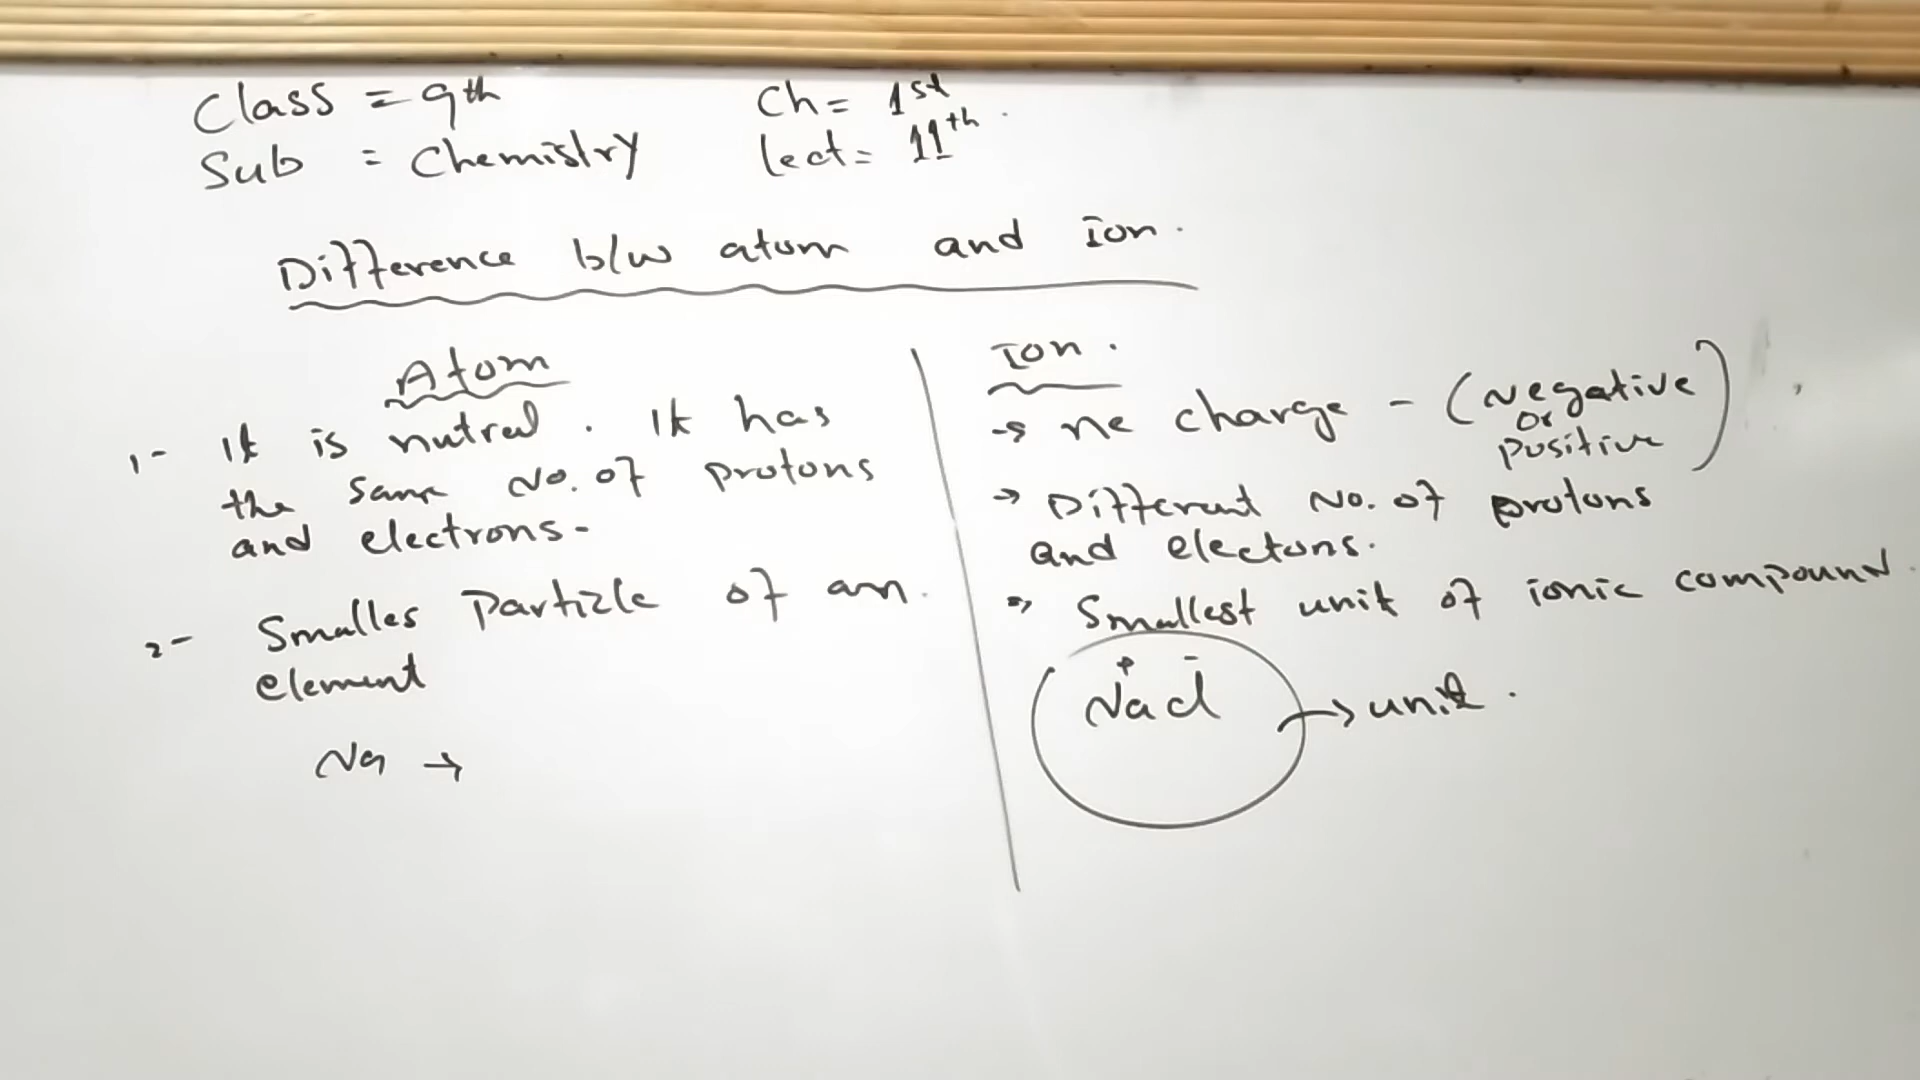 Class = 9th Ch = 1st
Sub = Chemistry Lect = 11th
Difference b/w atom and Ion.
Atom
1- It is nutral. It has
the same No. of protons
and electrons-
2- Smalles Particle of an
element
Na →
Ion.
→ ne charge - (Negative
or
Positive)
→ Different No. of protons
and electons.
→ Smallest unit of ionic compound.
+ -
NaCl → unit.